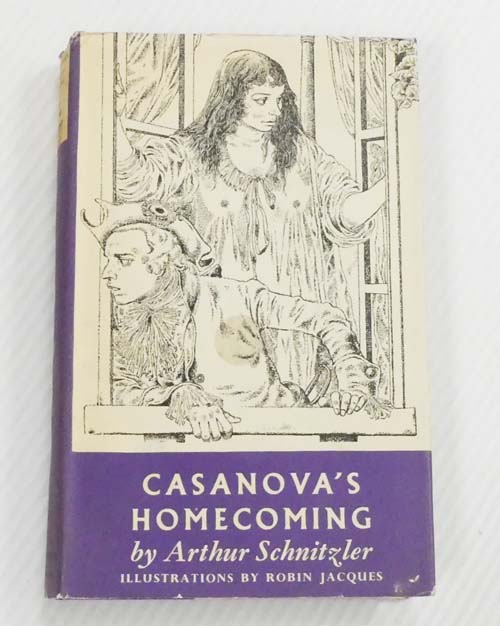 CASANOVA'S
HOMECOMING
by Arthur Schnitzler
ILLUSTRATIONS BY ROBIN JACQUES